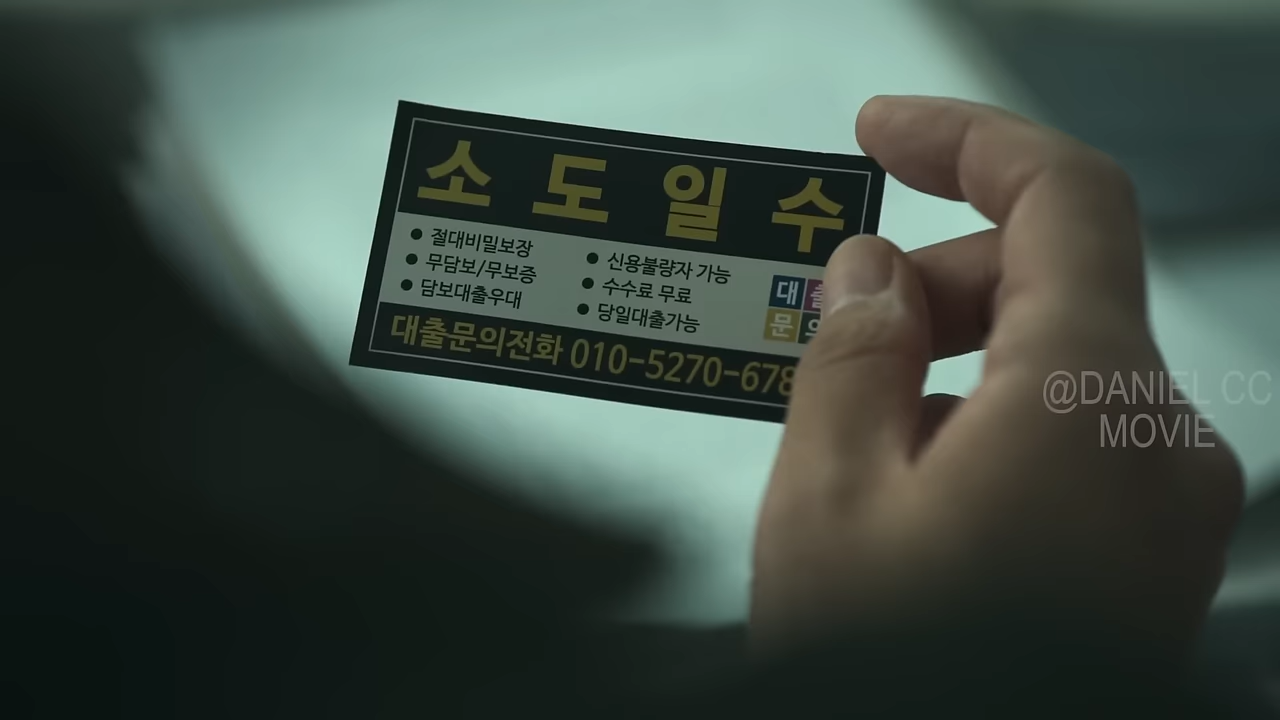 소도일수
● 절대비밀보장
● 무담보/무보증
● 담보대출우대
● 신용불량자 가능
● 수수료 무료
● 당일대출가능
대출
문의
대출문의전화 010-5270-678
@DANIEL CC
MOVIE